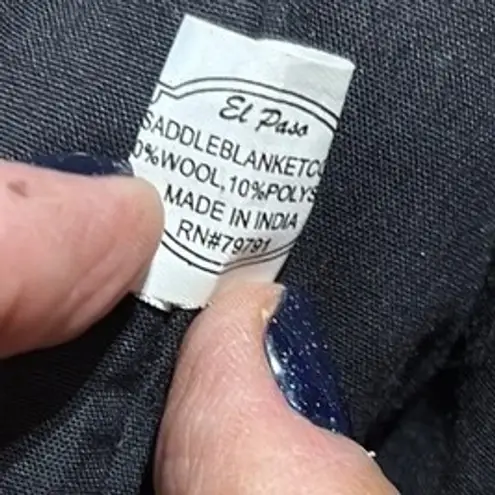 El Paso
SADDLEBLANKETCO
0%WOOL,10%POLYS
MADE IN INDIA
RN#79791